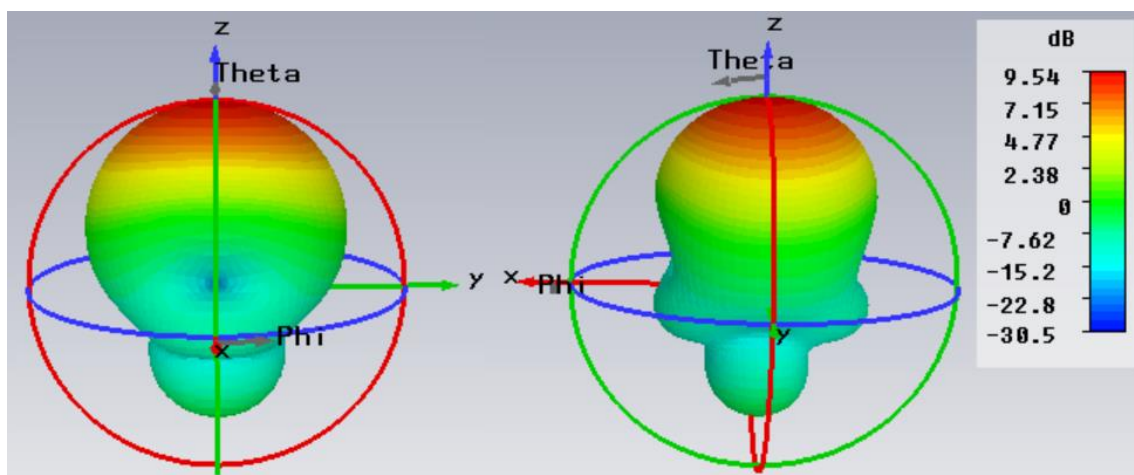 z
Theta
y
Phi
x
z
Theta
x
Phi
y
dB
9.54
7.15
4.77
2.38
0
-7.62
-15.2
-22.8
-30.5